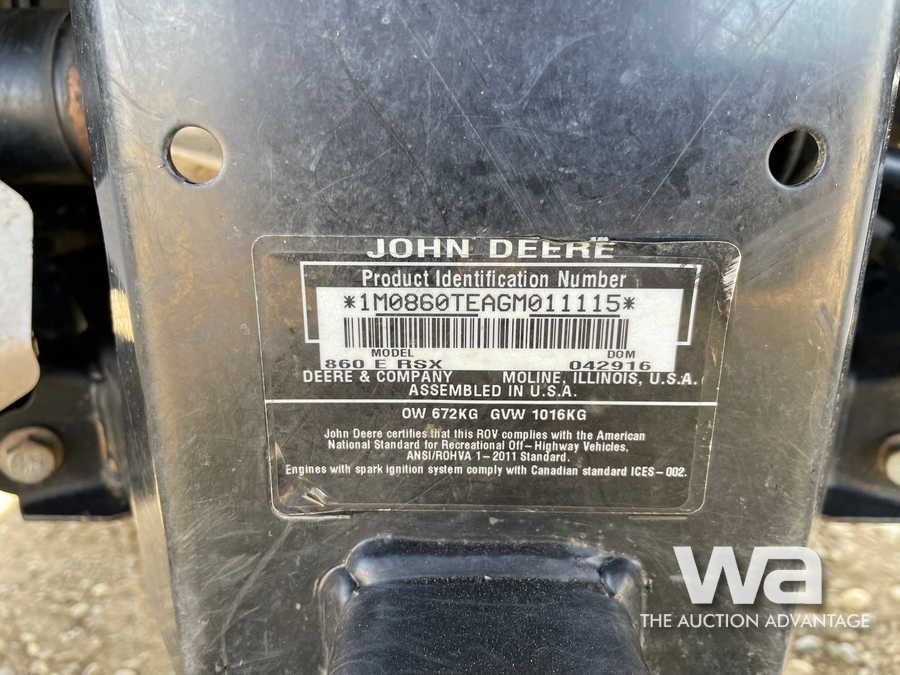 JOHN DEERE
Product Identification Number
*1M0860TEAGM011115*
MODEL DOM
860 E RSX 042916
DEERE & COMPANY MOLINE, ILLINOIS, U.S.A.
ASSEMBLED IN U.S.A.
OW 672KG GVW 1016KG
John Deere certifies that this ROV complies with the American
National Standard for Recreational Off-Highway Vehicles,
ANSI/ROHVA 1-2011 Standard.
Engines with spark ignition system comply with Canadian standard ICES-002.
wa
THE AUCTION ADVANTAGE